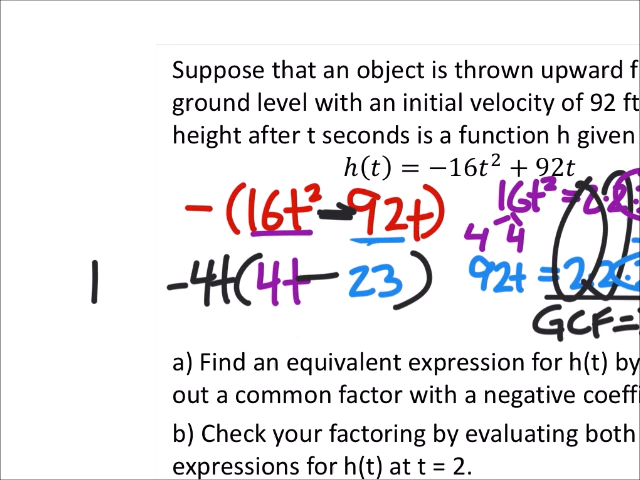 Suppose that an object is thrown upward f
ground level with an initial velocity of 92 ft
height after t seconds is a function h given
h(t) = −16t² + 92t
−(16t² − 92t)
16t² = 2·2
4 4
1
−4t(4t − 23)
92t = 2·2·
GCF=
a) Find an equivalent expression for h(t) by
out a common factor with a negative coeffi
b) Check your factoring by evaluating both
expressions for h(t) at t = 2.